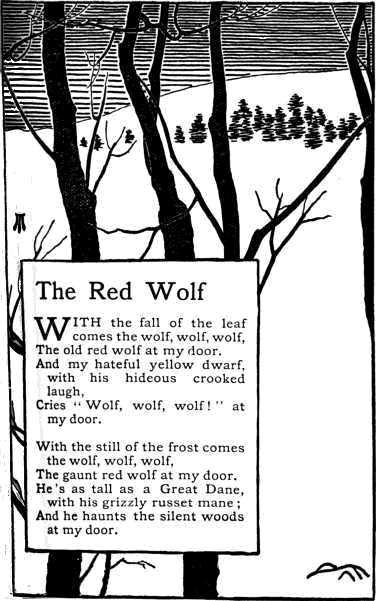 The Red Wolf
WITH the fall of the leaf
comes the wolf, wolf, wolf,
The old red wolf at my door.
And my hateful yellow dwarf,
with his hideous crooked
laugh,
Cries “ Wolf, wolf, wolf! ” at
my door.
With the still of the frost comes
the wolf, wolf, wolf,
The gaunt red wolf at my door.
He's as tall as a Great Dane,
with his grizzly russet mane ;
And he haunts the silent woods
at my door.